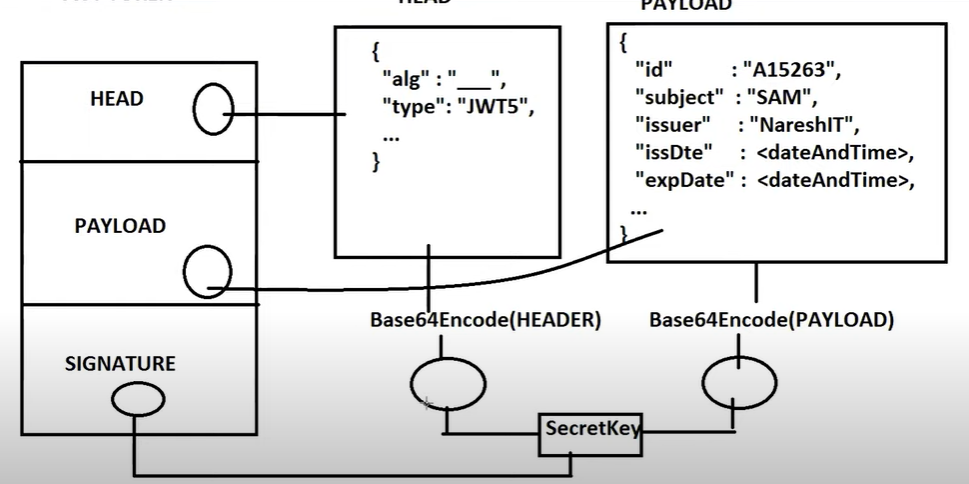 HEAD
PAYLOAD
HEAD
PAYLOAD
SIGNATURE
{
"alg" : "___",
"type": "JWT5",
...
}
{
"id" : "A15263",
"subject" : "SAM",
"issuer" : "NareshIT",
"issDte" : <dateAndTime>,
"expDate" : <dateAndTime>,
...
}
Base64Encode(HEADER)
Base64Encode(PAYLOAD)
SecretKey